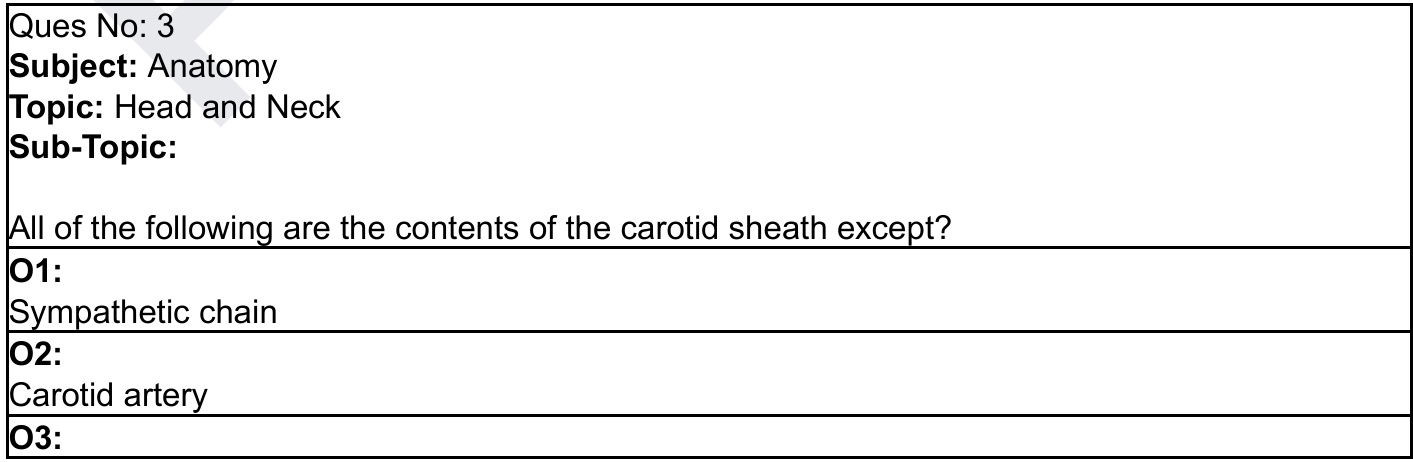 Ques No: 3
Subject: Anatomy
Topic: Head and Neck
Sub-Topic:
All of the following are the contents of the carotid sheath except?
O1:
Sympathetic chain
O2:
Carotid artery
O3: